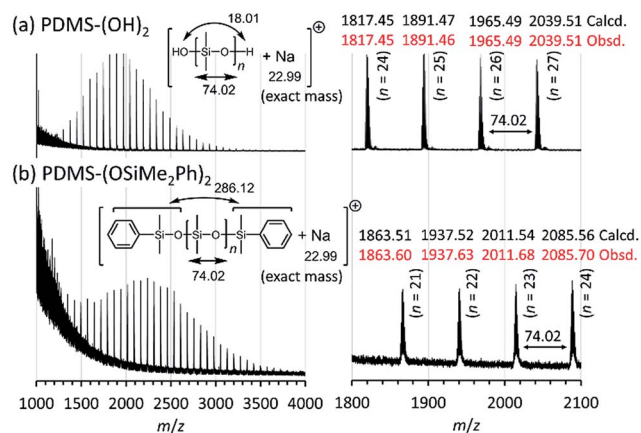 (a) PDMS-(OH)₂
18.01
HO Si O H
n
+ Na
⊕
74.02
22.99
(exact mass)
1817.45 1891.47 1965.49 2039.51 Calcd.
1817.45 1891.46 1965.49 2039.51 Obsd.
(n = 24)
(n = 25)
(n = 26)
(n = 27)
74.02
(b) PDMS-(OSiMe₂Ph)₂
286.12
Si O Si O Si
n
+ Na
⊕
74.02
22.99
(exact mass)
1863.51 1937.52 2011.54 2085.56 Calcd.
1863.60 1937.63 2011.68 2085.70 Obsd.
(n = 21)
(n = 22)
(n = 23)
(n = 24)
74.02
1000 1500 2000 2500 3000 3500 4000
m/z
1800 1900 2000 2100
m/z